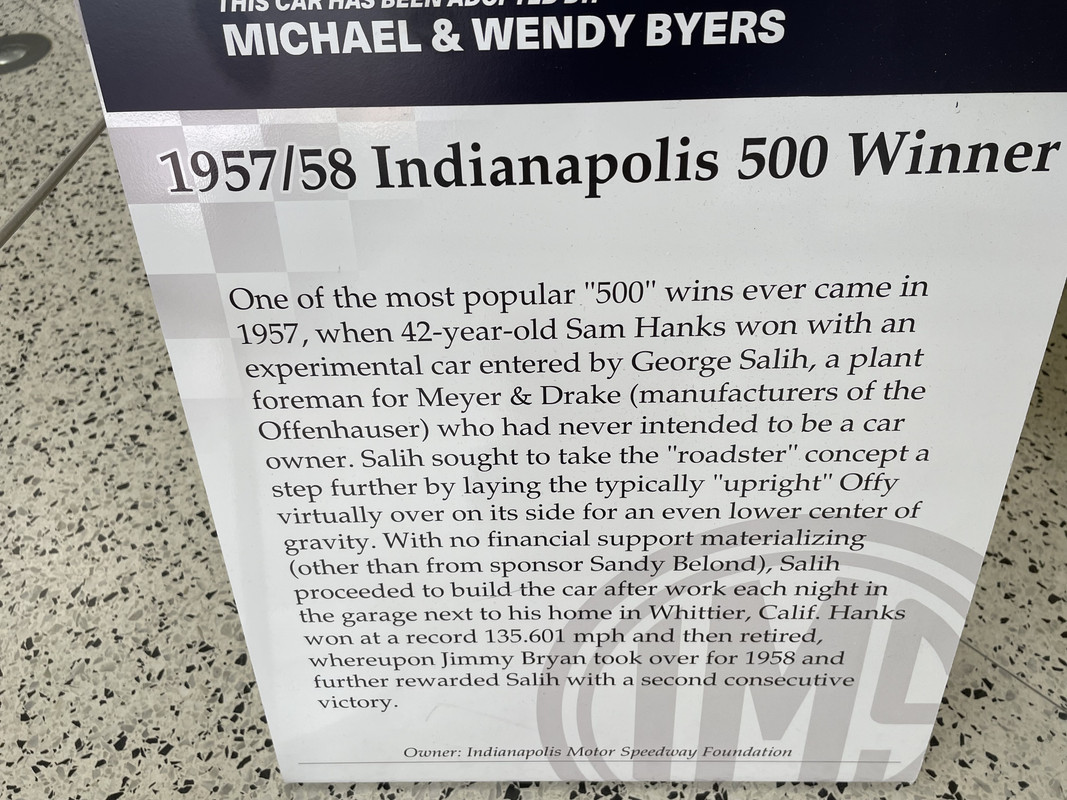 THIS CAR HAS BEEN ADOPTED BY:
MICHAEL & WENDY BYERS
1957/58 Indianapolis 500 Winner
One of the most popular "500" wins ever came in
1957, when 42-year-old Sam Hanks won with an
experimental car entered by George Salih, a plant
foreman for Meyer & Drake (manufacturers of the
Offenhauser) who had never intended to be a car
owner. Salih sought to take the "roadster" concept a
step further by laying the typically "upright" Offy
virtually over on its side for an even lower center of
gravity. With no financial support materializing
(other than from sponsor Sandy Belond), Salih
proceeded to build the car after work each night in
the garage next to his home in Whittier, Calif. Hanks
won at a record 135.601 mph and then retired,
whereupon Jimmy Bryan took over for 1958 and
further rewarded Salih with a second consecutive
victory.
IMS
Owner: Indianapolis Motor Speedway Foundation